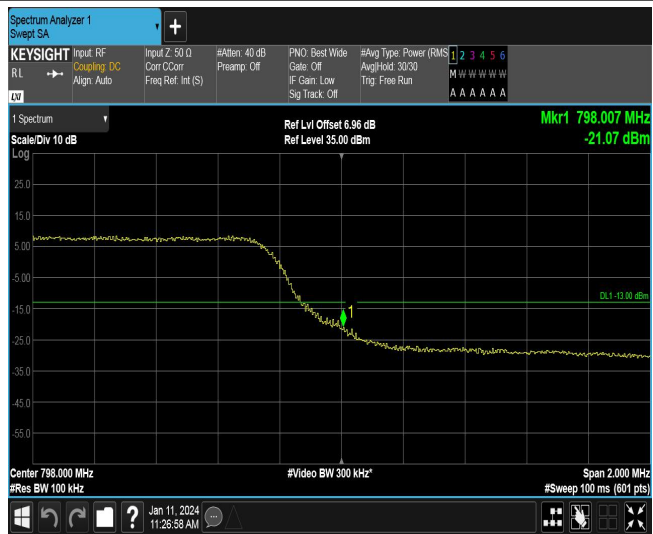 Spectrum Analyzer 1
Swept SA
+
KEYSIGHT
R L
LXI
Input: RF
Coupling: DC
Align: Auto
Input Z: 50 Ω
Corr CCorr
Freq Ref: Int (S)
#Atten: 40 dB
Preamp: Off
PNO: Best Wide
Gate: Off
IF Gain: Low
Sig Track: Off
#Avg Type: Power (RMS
Avg|Hold: 30/30
Trig: Free Run
1 2 3 4 5 6
M W W W W W
A A A A A A
1 Spectrum
Scale/Div 10 dB
Log
Ref Lvl Offset 6.96 dB
Ref Level 35.00 dBm
Mkr1 798.007 MHz
-21.07 dBm
25.0
15.0
5.00
-5.00
-15.0
-25.0
-35.0
-45.0
-55.0
DL1 -13.00 dBm
1
Center 798.000 MHz
#Res BW 100 kHz
#Video BW 300 kHz*
Span 2.000 MHz
#Sweep 100 ms (601 pts)
?
Jan 11, 2024
11:26:58 AM